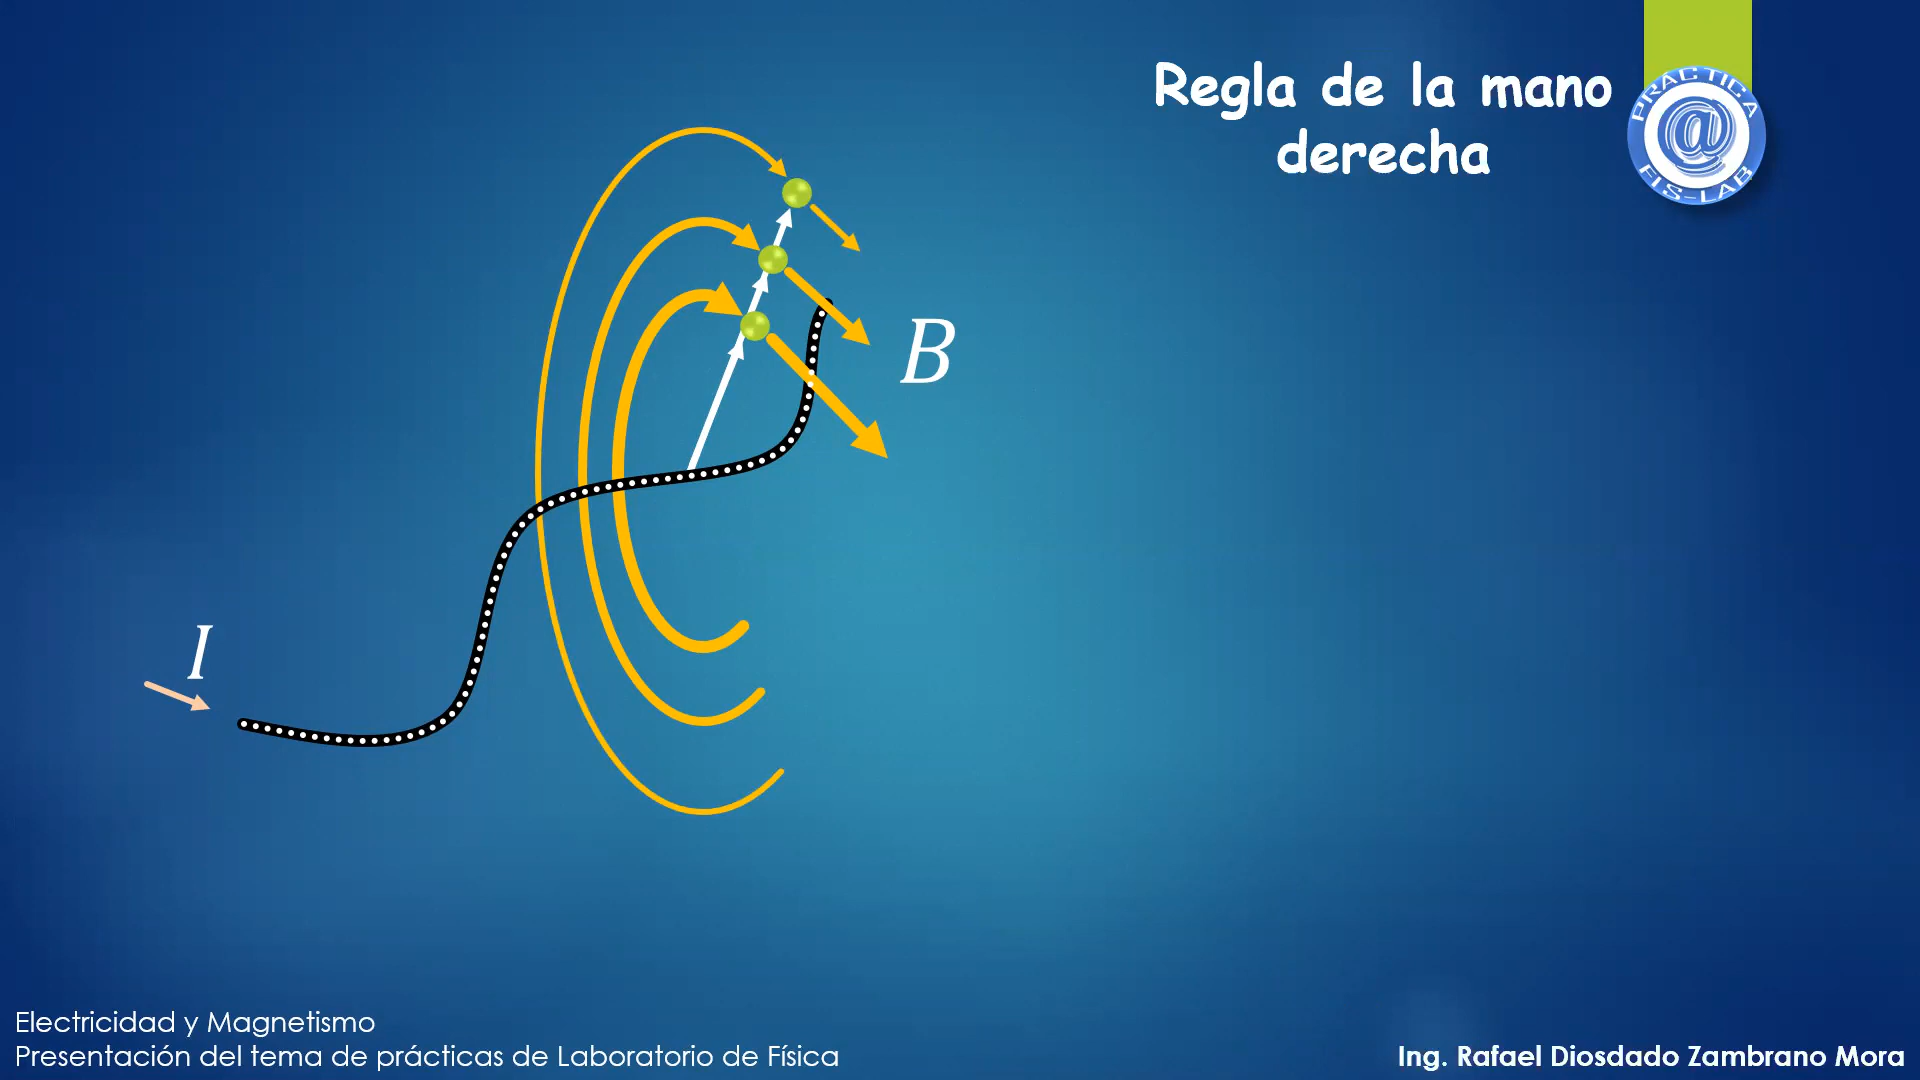 Regla de la mano
derecha
PRACTICA
@
FIS-LAB
B
I
Electricidad y Magnetismo
Presentación del tema de prácticas de Laboratorio de Física
Ing. Rafael Diosdado Zambrano Mora